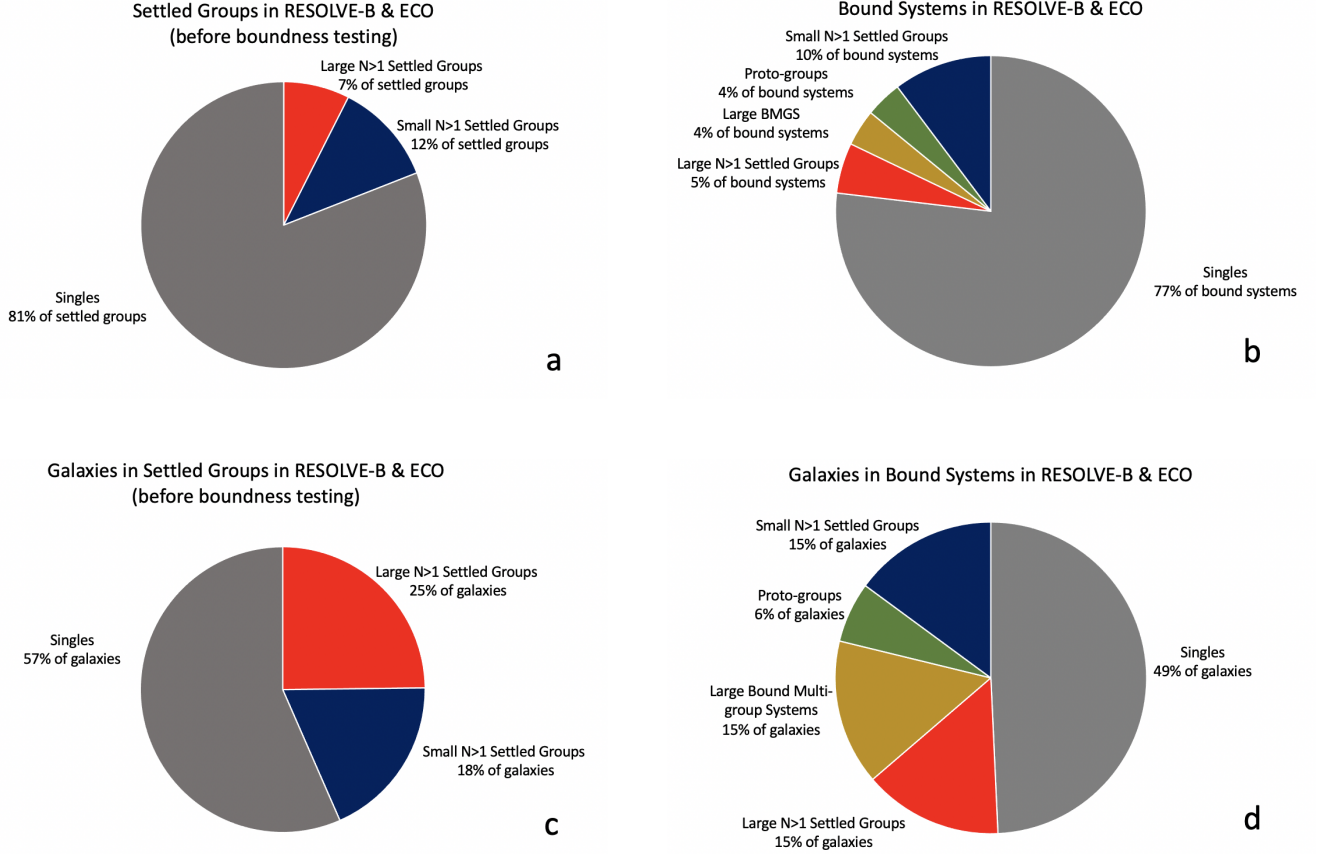 Settled Groups in RESOLVE-B & ECO
(before boundness testing)
Large N>1 Settled Groups
7% of settled groups
Small N>1 Settled Groups
12% of settled groups
Singles
81% of settled groups
a
Bound Systems in RESOLVE-B & ECO
Small N>1 Settled Groups
10% of bound systems
Proto-groups
4% of bound systems
Large BMGS
4% of bound systems
Large N>1 Settled Groups
5% of bound systems
Singles
77% of bound systems
b
Galaxies in Settled Groups in RESOLVE-B & ECO
(before boundness testing)
Large N>1 Settled Groups
25% of galaxies
Singles
57% of galaxies
Small N>1 Settled Groups
18% of galaxies
c
Galaxies in Bound Systems in RESOLVE-B & ECO
Small N>1 Settled Groups
15% of galaxies
Proto-groups
6% of galaxies
Singles
49% of galaxies
Large Bound Multi-
group Systems
15% of galaxies
Large N>1 Settled Groups
15% of galaxies
d